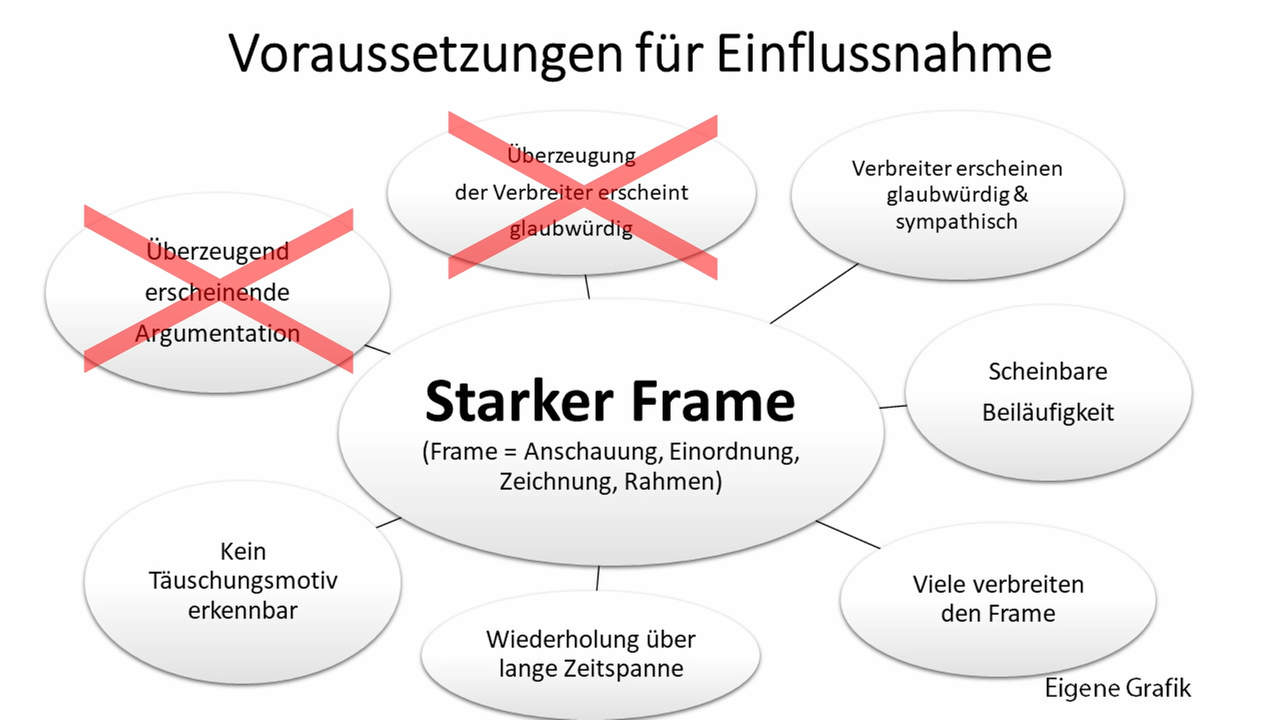 Voraussetzungen für Einflussnahme
Überzeugung
der Verbreiter erscheint
glaubwürdig
Verbreiter erscheinen
glaubwürdig &
sympathisch
Überzeugend
erscheinende
Argumentation
Scheinbare
Beiläufigkeit
Starker Frame
(Frame = Anschauung, Einordnung,
Zeichnung, Rahmen)
Kein
Täuschungsmotiv
erkennbar
Viele verbreiten
den Frame
Wiederholung über
lange Zeitspanne
Eigene Grafik